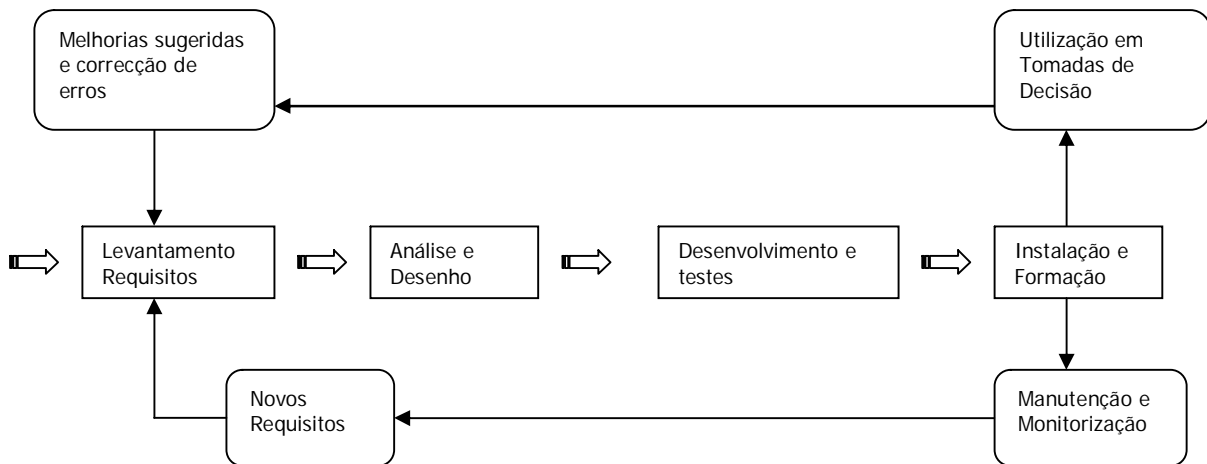 Melhorias sugeridas
e correcção de
erros
Utilização em
Tomadas de
Decisão
Levantamento
Requisitos
Análise e
Desenho
Desenvolvimento e
testes
Instalação e
Formação
Novos
Requisitos
Manutenção e
Monitorização